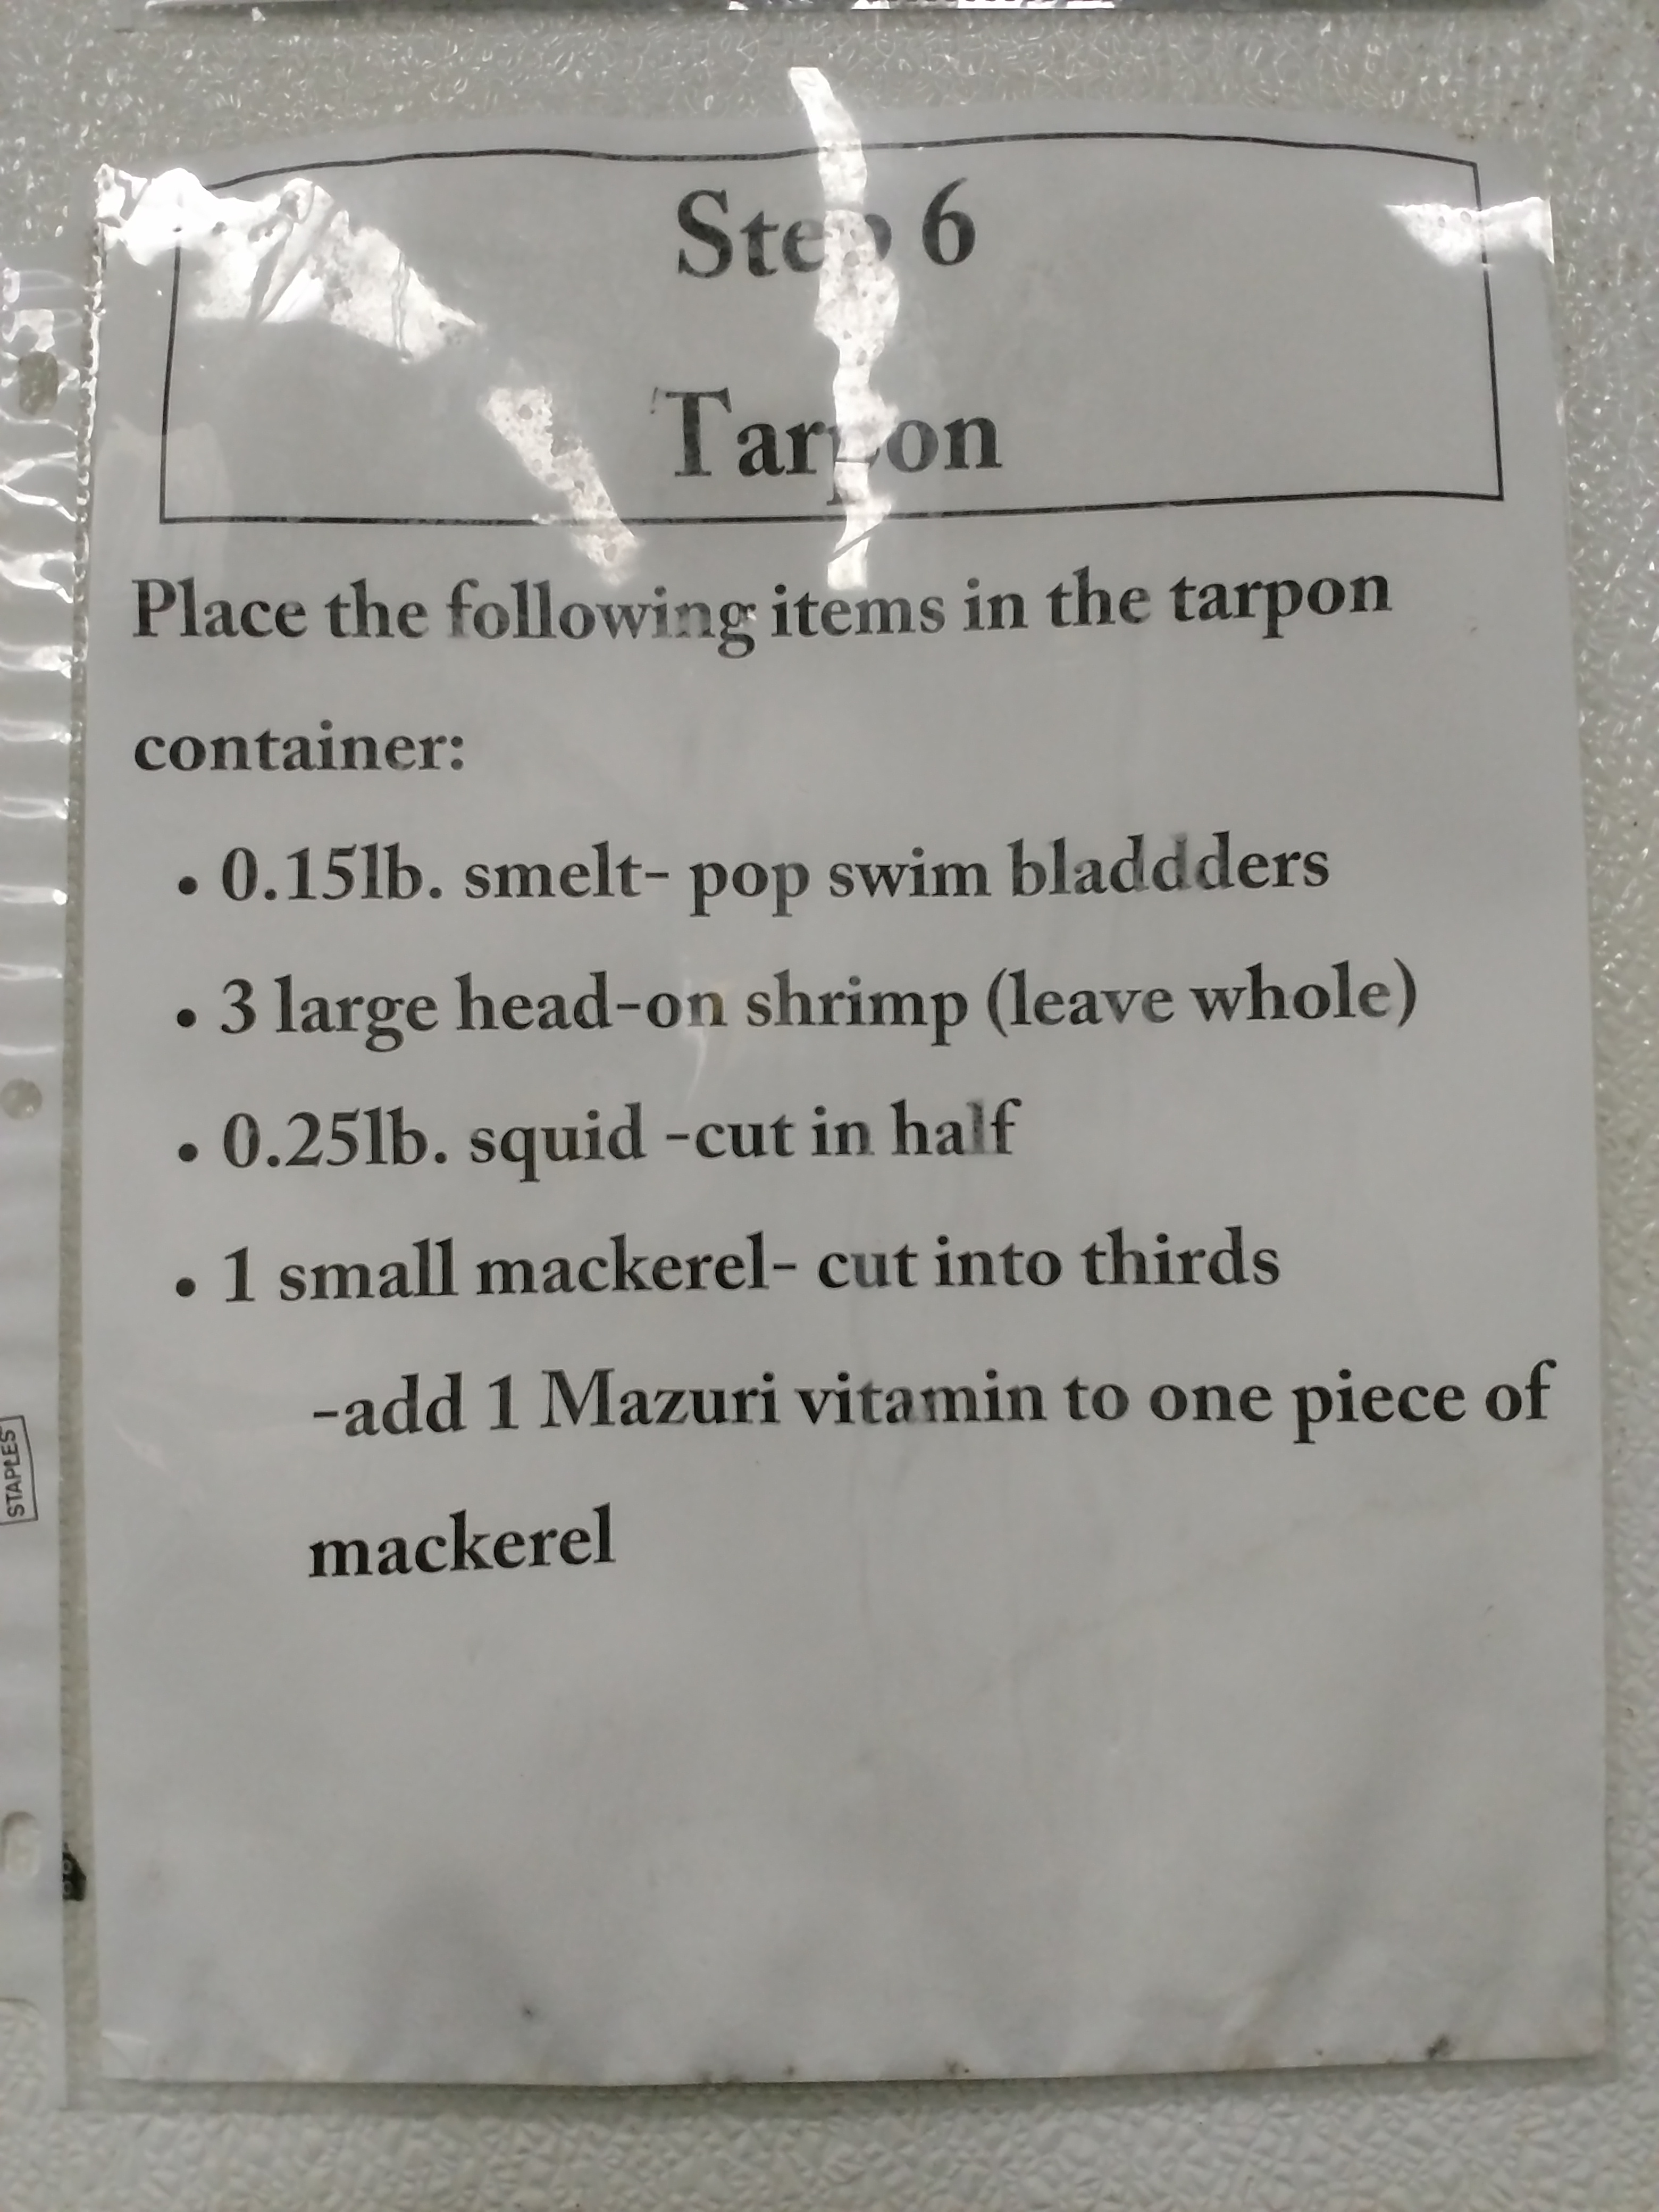 Step 6
Tarpon
Place the following items in the tarpon
container:
• 0.15lb. smelt- pop swim bladdders
• 3 large head-on shrimp (leave whole)
• 0.25lb. squid -cut in half
• 1 small mackerel- cut into thirds
-add 1 Mazuri vitamin to one piece of
mackerel
STAPLES